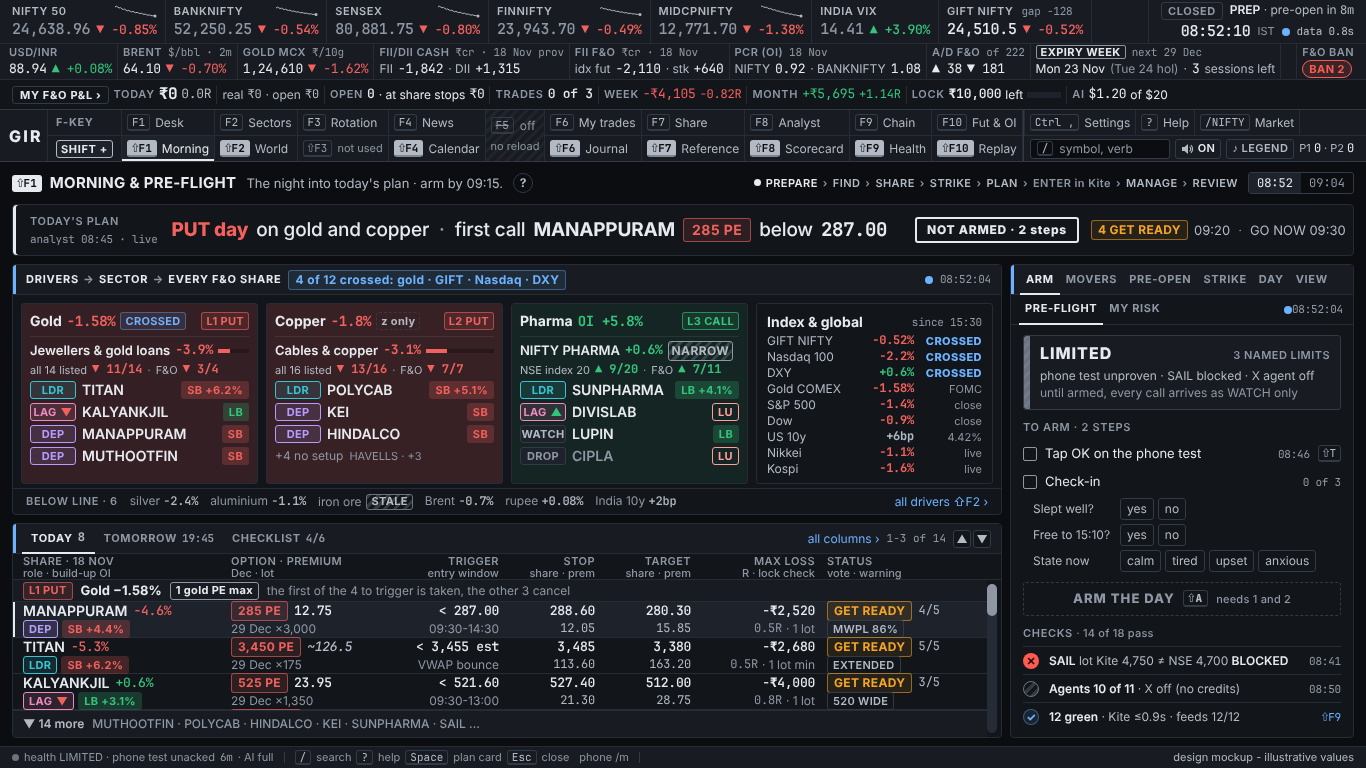 NIFTY 50 BANKNIFTY SENSEX FINNIFTY MIDCPNIFTY INDIA VIX GIFT NIFTY gap -128 CLOSED PREP · pre-open in 8m
24,638.96 ▼ -0.85% 52,250.25 ▼ -0.54% 80,881.75 ▼ -0.80% 23,943.70 ▼ -0.49% 12,771.70 ▼ -1.38% 14.41 ▲ +3.90% 24,510.5 ▼ -0.52% 08:52:10 IST ● data 0.8s
USD/INR BRENT $/bbl · 2m GOLD MCX ₹/10g FII/DII CASH ₹cr · 18 Nov prov FII F&O ₹cr · 18 Nov PCR (OI) 18 Nov A/D F&O of 222 EXPIRY WEEK next 29 Dec F&O BAN
88.94 ▲ +0.08% 64.10 ▼ -0.70% 1,24,610 ▼ -1.62% FII -1,842 · DII +1,315 idx fut -2,110 · stk +640 NIFTY 0.92 · BANKNIFTY 1.08 ▲ 38 ▼ 181 Mon 23 Nov (Tue 24 hol) · 3 sessions left BAN 2
MY F&O P&L › TODAY ₹0 0.0R real ₹0 · open ₹0 OPEN 0 · at share stops ₹0 TRADES 0 of 3 WEEK -₹4,105 -0.82R MONTH +₹5,695 +1.14R LOCK ₹10,000 left AI $1.20 of $20
GIR F-KEY F1 Desk F2 Sectors F3 Rotation F4 News F5 off F6 My trades F7 Share F8 Analyst F9 Chain F10 Fut & OI Ctrl , Settings ? Help /NIFTY Market
SHIFT + ⇧F1 Morning ⇧F2 World ⇧F3 not used ⇧F4 Calendar no reload ⇧F6 Journal ⇧F7 Reference ⇧F8 Scorecard ⇧F9 Health ⇧F10 Replay / symbol, verb ON ♪ LEGEND P1 0 · P2 0
⇧F1 MORNING & PRE-FLIGHT The night into today's plan · arm by 09:15. ? ● PREPARE › FIND › SHARE › STRIKE › PLAN › ENTER in Kite › MANAGE › REVIEW 08:52 09:04
TODAY'S PLAN
analyst 08:45 · live
PUT day on gold and copper · first call MANAPPURAM 285 PE below 287.00 NOT ARMED · 2 steps 4 GET READY 09:20 · GO NOW 09:30
DRIVERS → SECTOR → EVERY F&O SHARE 4 of 12 crossed: gold · GIFT · Nasdaq · DXY ● 08:52:04
Gold -1.58% CROSSED L1 PUT
Jewellers & gold loans -3.9%
all 14 listed ▼ 11/14 · F&O ▼ 3/4
LDR TITAN SB +6.2%
LAG ▼ KALYANKJIL LB
DEP MANAPPURAM SB
DEP MUTHOOTFIN SB
Copper -1.8% z only L2 PUT
Cables & copper -3.1%
all 16 listed ▼ 13/16 · F&O ▼ 7/7
LDR POLYCAB SB +5.1%
DEP KEI SB
DEP HINDALCO SB
+4 no setup HAVELLS · +3
Pharma OI +5.8% L3 CALL
NIFTY PHARMA +0.6% NARROW
NSE index 20 ▲ 9/20 · F&O ▲ 7/11
LDR SUNPHARMA LB +4.1%
LAG ▲ DIVISLAB LU
WATCH LUPIN LB
DROP CIPLA LU
Index & global since 15:30
GIFT NIFTY -0.52% CROSSED
Nasdaq 100 -2.2% CROSSED
DXY +0.6% CROSSED
Gold COMEX -1.58% FOMC
S&P 500 -1.4% close
Dow -0.9% close
US 10y +6bp 4.42%
Nikkei -1.1% live
Kospi -1.6% live
BELOW LINE · 6 silver -2.4% aluminium -1.1% iron ore STALE Brent -0.7% rupee +0.08% India 10y +2bp all drivers ⇧F2 ›
TODAY 8 TOMORROW 19:45 CHECKLIST 4/6 all columns › 1-3 of 14 ▲ ▼
SHARE · 18 NOV OPTION · PREMIUM TRIGGER STOP TARGET MAX LOSS STATUS
role · build-up OI Dec · lot entry window share · prem share · prem R · lock check vote · warning
L1 PUT Gold −1.58% 1 gold PE max the first of the 4 to trigger is taken, the other 3 cancel
MANAPPURAM -4.6% 285 PE 12.75 < 287.00 288.60 280.30 -₹2,520 GET READY 4/5
DEP SB +4.4% 29 Dec ×3,000 09:30-14:30 12.05 15.85 0.5R · 1 lot MWPL 86%
TITAN -5.3% 3,450 PE ~126.5 < 3,455 est 3,485 3,380 -₹2,680 GET READY 5/5
LDR SB +6.2% 29 Dec ×175 VWAP bounce 113.60 163.20 0.5R · 1 lot min EXTENDED
KALYANKJIL +0.6% 525 PE 23.95 < 521.60 527.40 512.00 -₹4,000 GET READY 3/5
LAG ▼ LB +3.1% 29 Dec ×1,350 09:30-13:00 21.30 28.75 0.8R · 1 lot 520 WIDE
▼ 14 more MUTHOOTFIN · POLYCAB · HINDALCO · KEI · SUNPHARMA · SAIL ...
ARM MOVERS PRE-OPEN STRIKE DAY VIEW
PRE-FLIGHT MY RISK ●08:52:04
LIMITED 3 NAMED LIMITS
phone test unproven · SAIL blocked · X agent off
until armed, every call arrives as WATCH only
TO ARM · 2 STEPS
Tap OK on the phone test 08:46 ⇧T
Check-in 0 of 3
Slept well? yes no
Free to 15:10? yes no
State now calm tired upset anxious
ARM THE DAY ⇧A needs 1 and 2
CHECKS · 14 of 18 pass
SAIL lot Kite 4,750 ≠ NSE 4,700 BLOCKED 08:41
Agents 10 of 11 · X off (no credits) 08:50
12 green · Kite ≤0.9s · feeds 12/12 ⇧F9
● health LIMITED · phone test unacked 6m · AI full / search ? help Space plan card Esc close phone /m design mockup - illustrative values